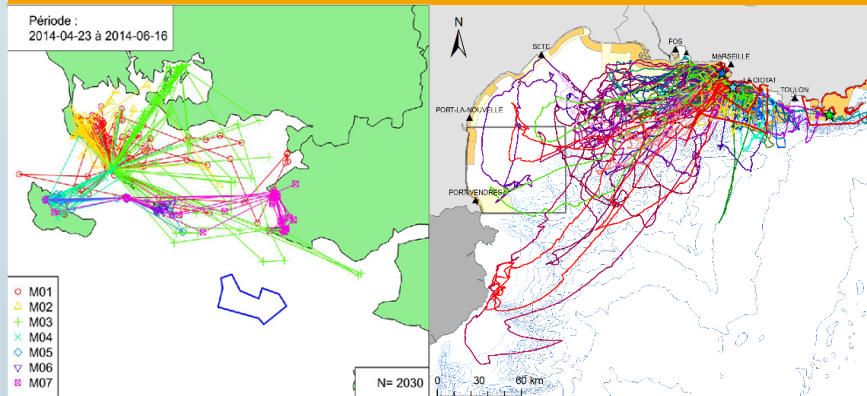 Période :
2014-04-23 à 2014-06-16
M01
M02
M03
M04
M05
M06
M07
N= 2030
N
SETE
FOS
MARSEILLE
LA CIOTAT
TOULON
PORT-LA-NOUVELLE
PORT-VENDRES
0 30 60 km